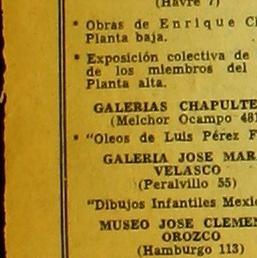 (Havre 7)
* Obras de Enrique C
Planta baja.
* Exposición colectiva de
de los miembros del
Planta alta.
GALERIAS CHAPULTE
(Melchor Ocampo 481
* "Oleos de Luis Pérez F
GALERIA JOSE MAR
VELASCO
(Peralvillo 55)
"Dibujos Infantiles Mexi
MUSEO JOSE CLEMEN
OROZCO
(Hamburgo 113)